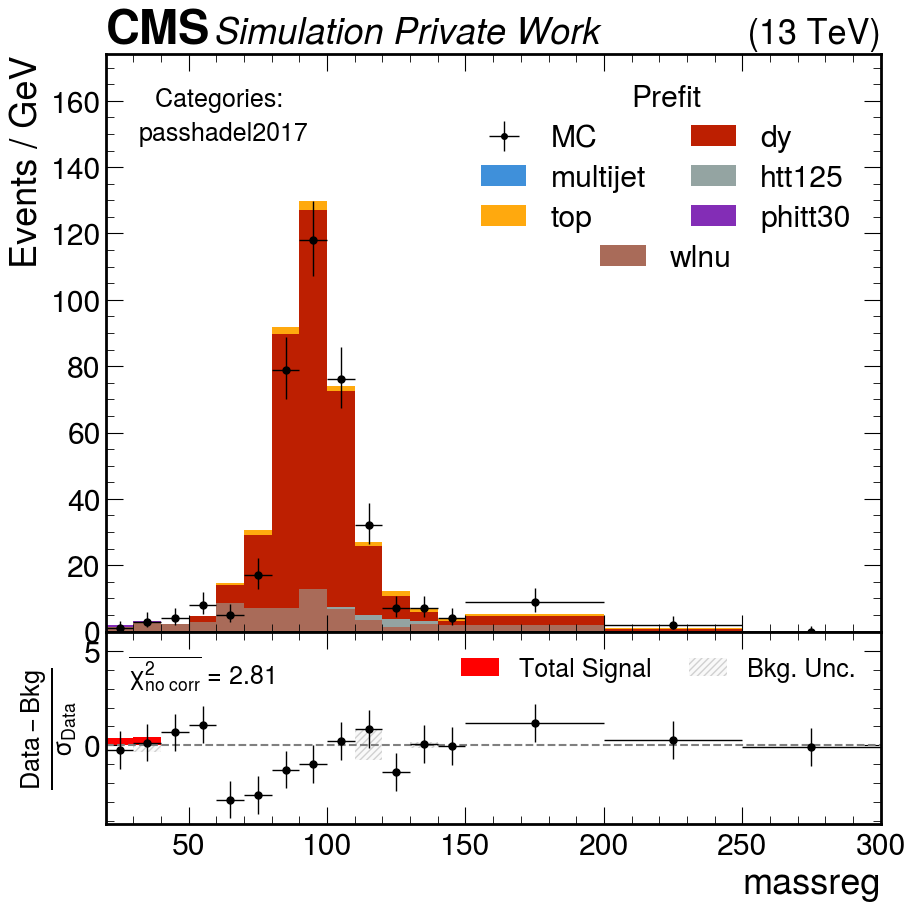 CMS Simulation Private Work (13 TeV)
Events / GeV
Categories:
passhadel2017
Prefit
MC dy
multijet htt125
top phitt30
wlnu
160
140
120
100
80
60
40
20
0
χ²no corr = 2.81
Total Signal Bkg. Unc.
Data – Bkg
σData
5
0
50 100 150 200 250 300
massreg